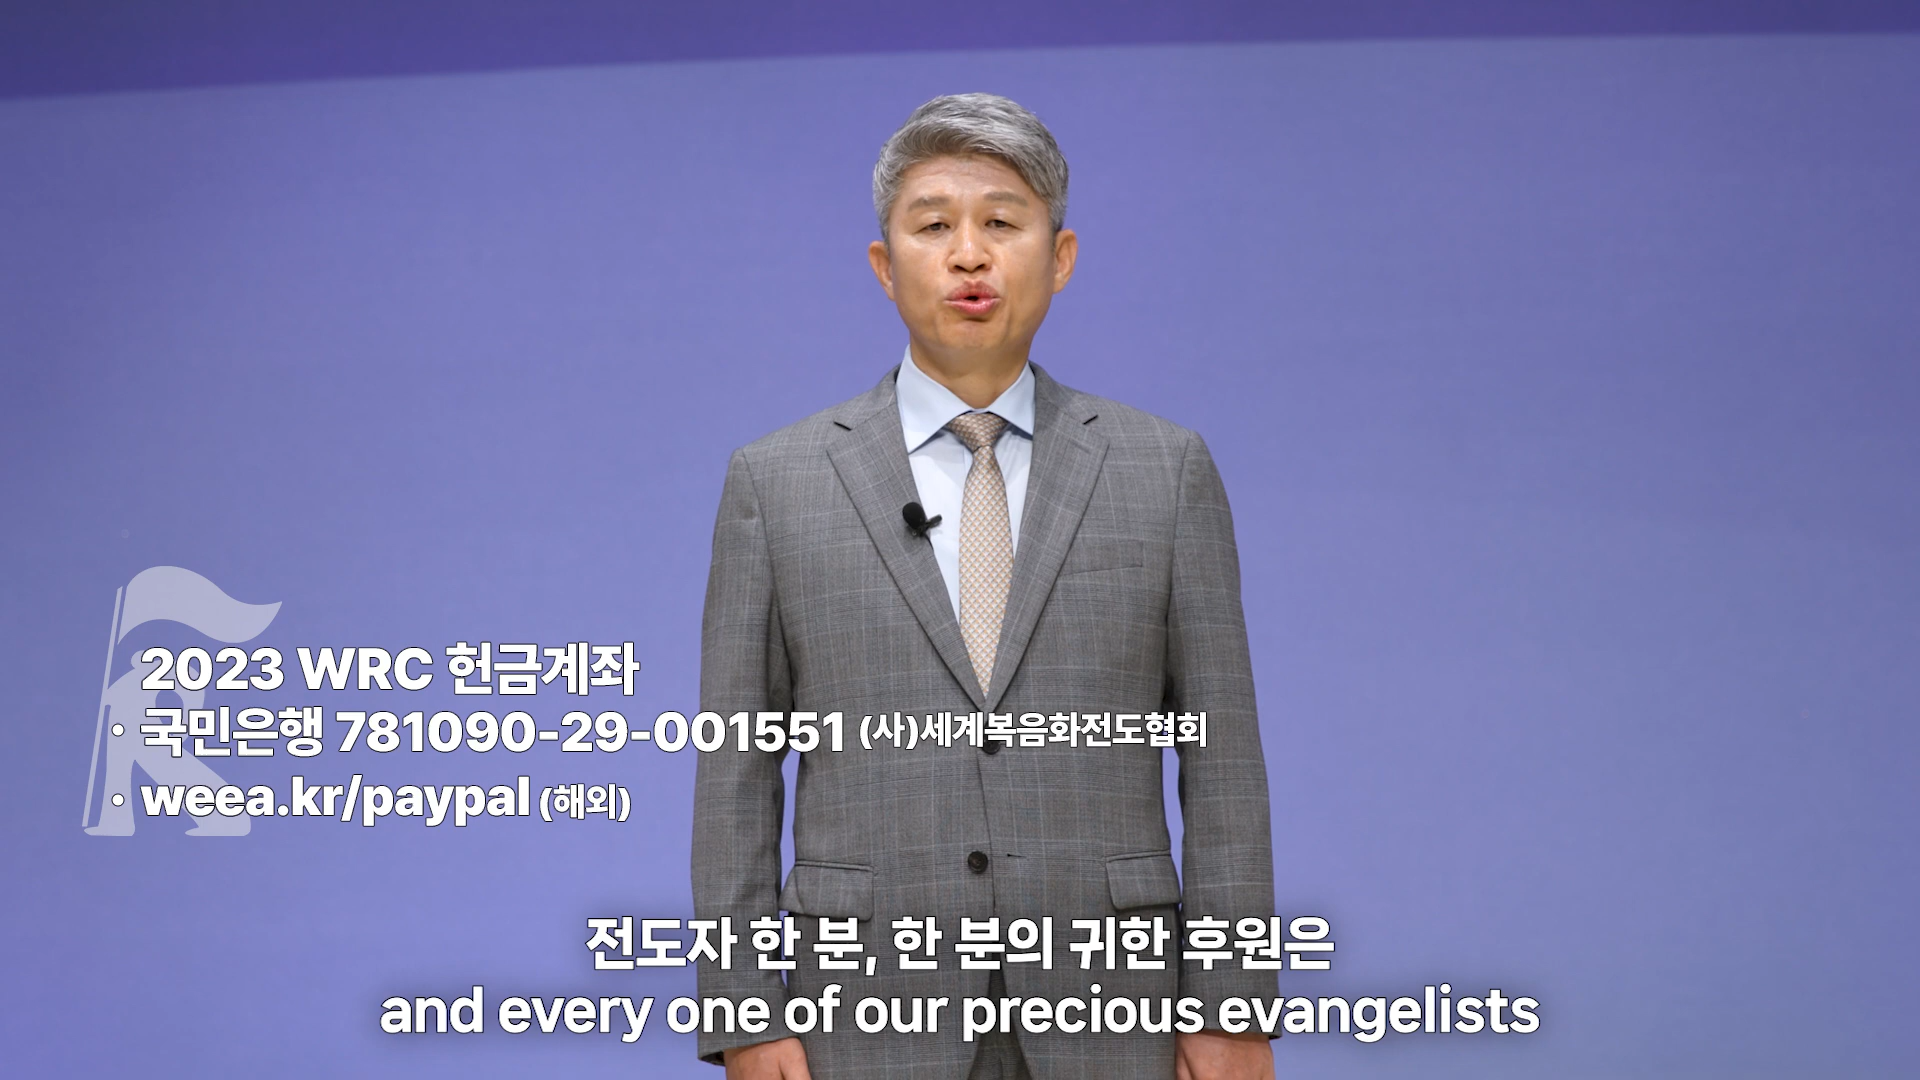 2023 WRC 헌금계좌
· 국민은행 781090-29-001551 (사)세계복음화전도협회
· weea.kr/paypal (해외)
전도자 한 분, 한 분의 귀한 후원은
and every one of our precious evangelists